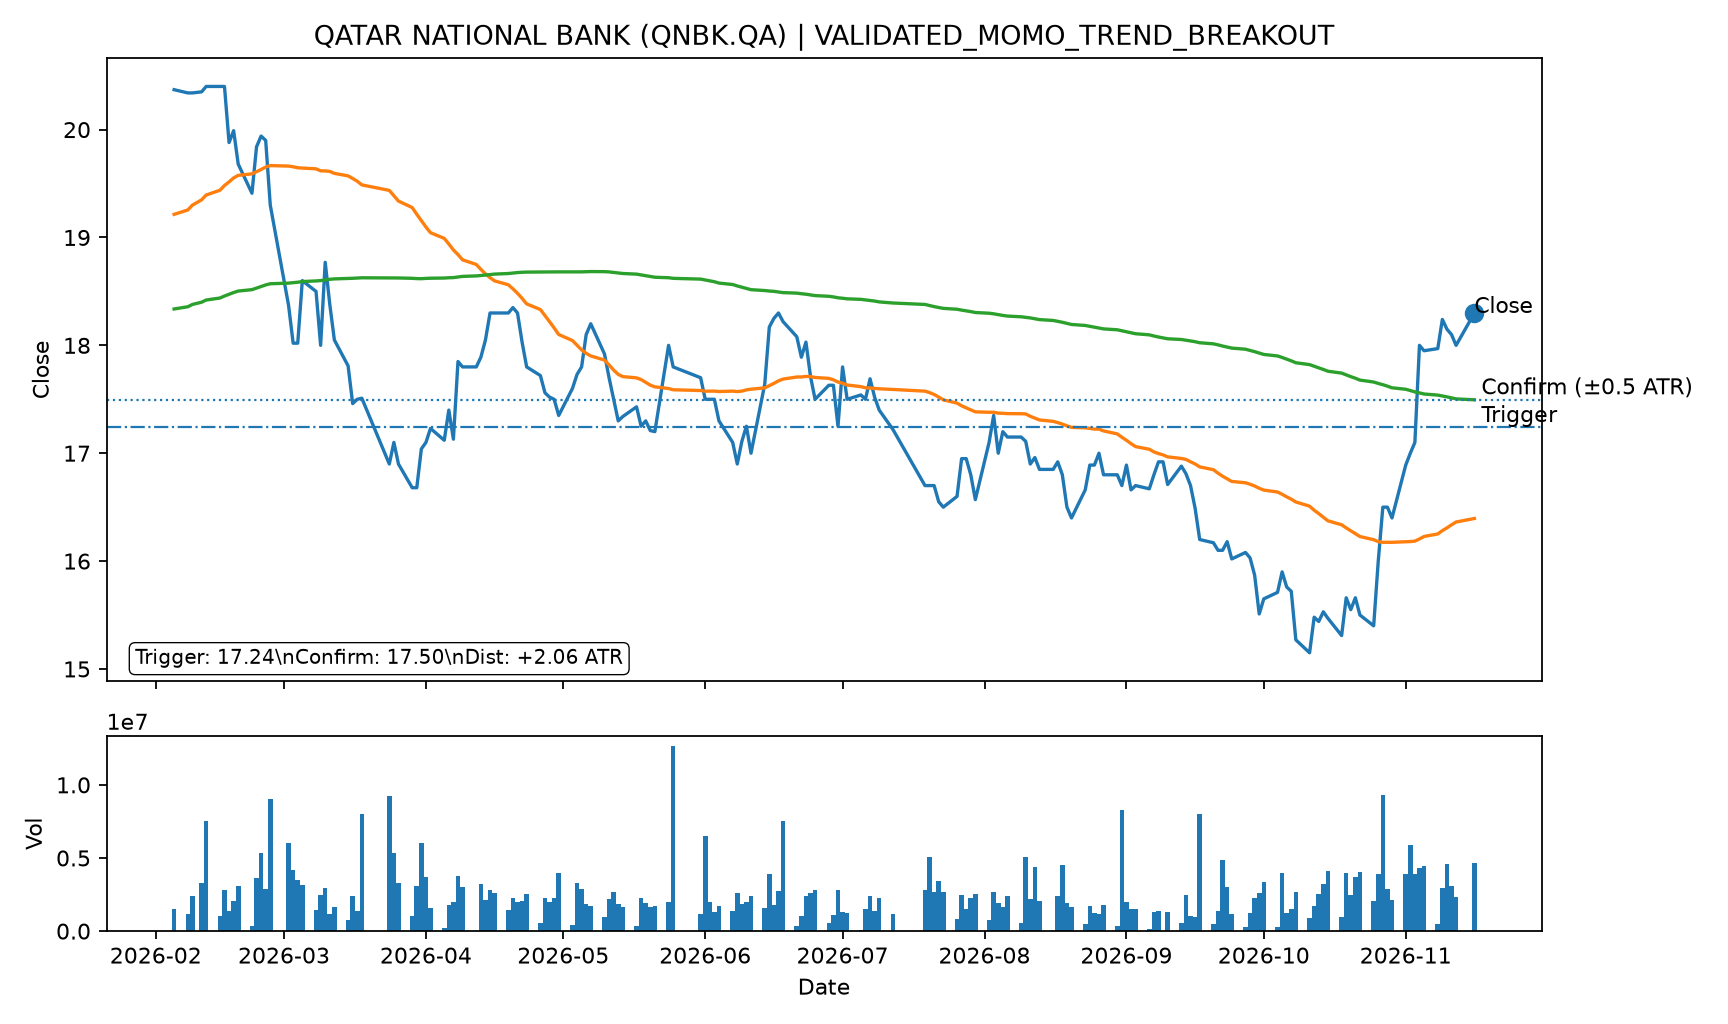 QATAR NATIONAL BANK (QNBK.QA) | VALIDATED_MOMO_TREND_BREAKOUT
Close
20
19
18
17
16
15
Close
Confirm (±0.5 ATR)
Trigger
Trigger: 17.24\nConfirm: 17.50\nDist: +2.06 ATR
1e7
Vol
1.0
0.5
0.0
2026-02 2026-03 2026-04 2026-05 2026-06 2026-07 2026-08 2026-09 2026-10 2026-11
Date